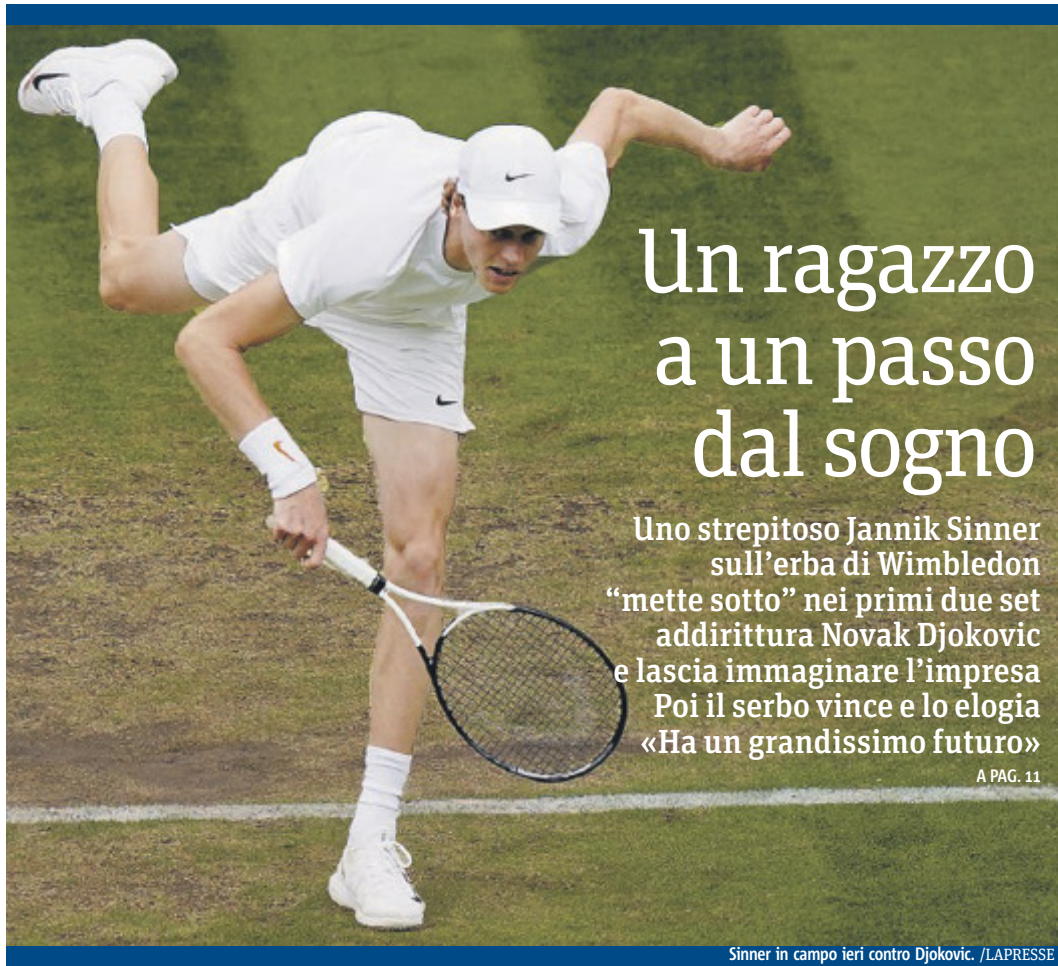 Un ragazzo
a un passo
dal sogno
Uno strepitoso Jannik Sinner
sull'erba di Wimbledon
“mette sotto” nei primi due set
addirittura Novak Djokovic
e lascia immaginare l'impresa
Poi il serbo vince e lo elogia
«Ha un grandissimo futuro»
A PAG. 11
Sinner in campo ieri contro Djokovic. /LAPRESSE